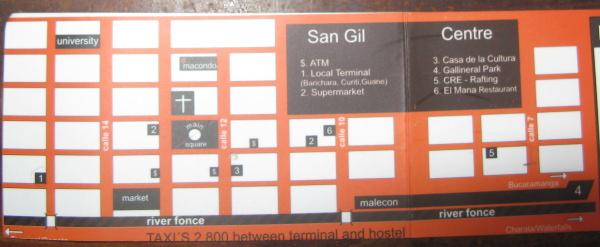 San Gil Centre
$. ATM
1. Local Terminal
(Barichara, Curiti, Guane)
2. Supermarket
3. Casa de la Cultura
4. Gallineral Park
5. CRE - Rafting
6. El Mana Restaurant
university
macondo
main
square
calle 14
calle 12
calle 10
calle 7
2
$
2
6
5
1
$
$
3
market
malecon
Bucaramanga
4
river fonce
river fonce
Charala/Waterfalls
TAXI'S 2.800 between terminal and hostel